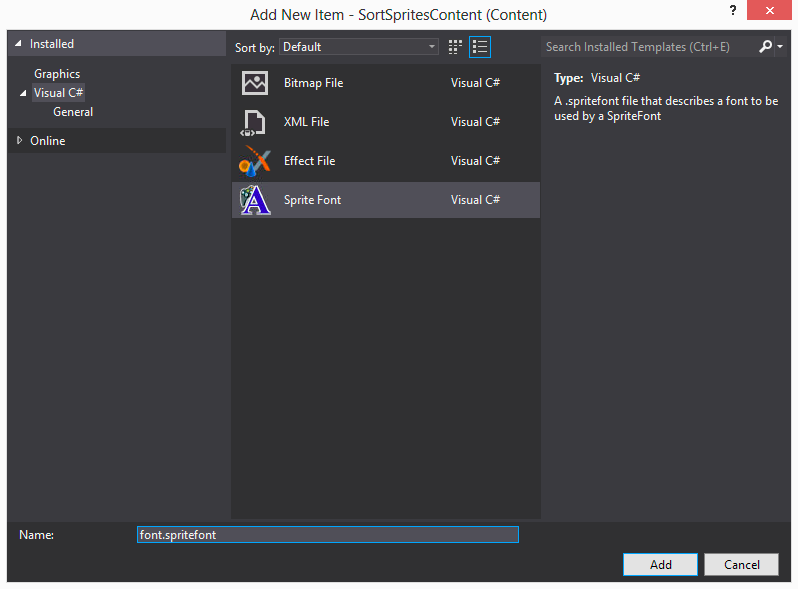 Add New Item - SortSpritesContent (Content)
?
Installed
Graphics
Visual C#
General
Online
Sort by: Default
Bitmap File Visual C#
XML File Visual C#
Effect File Visual C#
Sprite Font Visual C#
Search Installed Templates (Ctrl+E)
Type: Visual C#
A .spritefont file that describes a font to be
used by a SpriteFont
Name: font.spritefont
Add Cancel